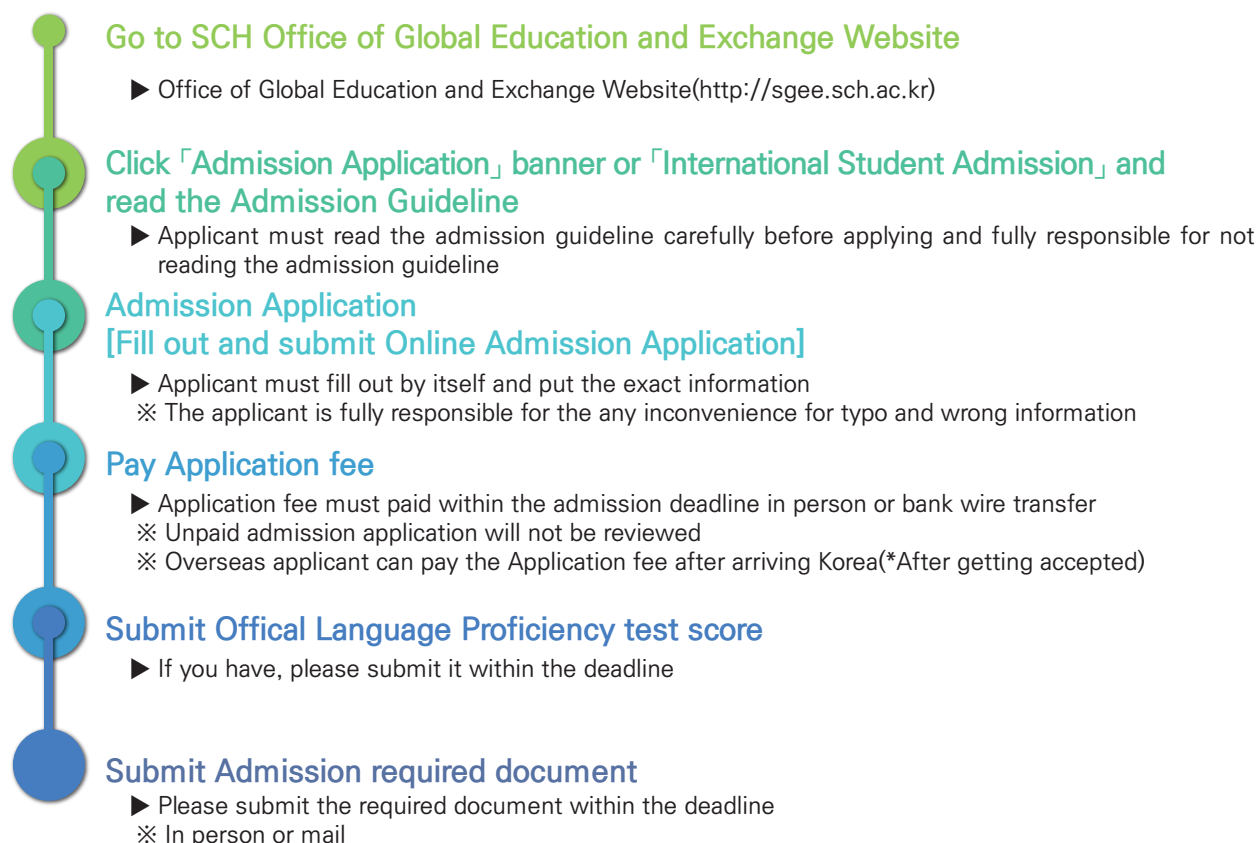 Go to SCH Office of Global Education and Exchange Website
▶ Office of Global Education and Exchange Website(http://sgee.sch.ac.kr)
Click「Admission Application」banner or「International Student Admission」and
read the Admission Guideline
▶ Applicant must read the admission guideline carefully before applying and fully responsible for not
reading the admission guideline
Admission Application
[Fill out and submit Online Admission Application]
▶ Applicant must fill out by itself and put the exact information
※ The applicant is fully responsible for the any inconvenience for typo and wrong information
Pay Application fee
▶ Application fee must paid within the admission deadline in person or bank wire transfer
※ Unpaid admission application will not be reviewed
※ Overseas applicant can pay the Application fee after arriving Korea(*After getting accepted)
Submit Offical Language Proficiency test score
▶ If you have, please submit it within the deadline
Submit Admission required document
▶ Please submit the required document within the deadline
※ In person or mail